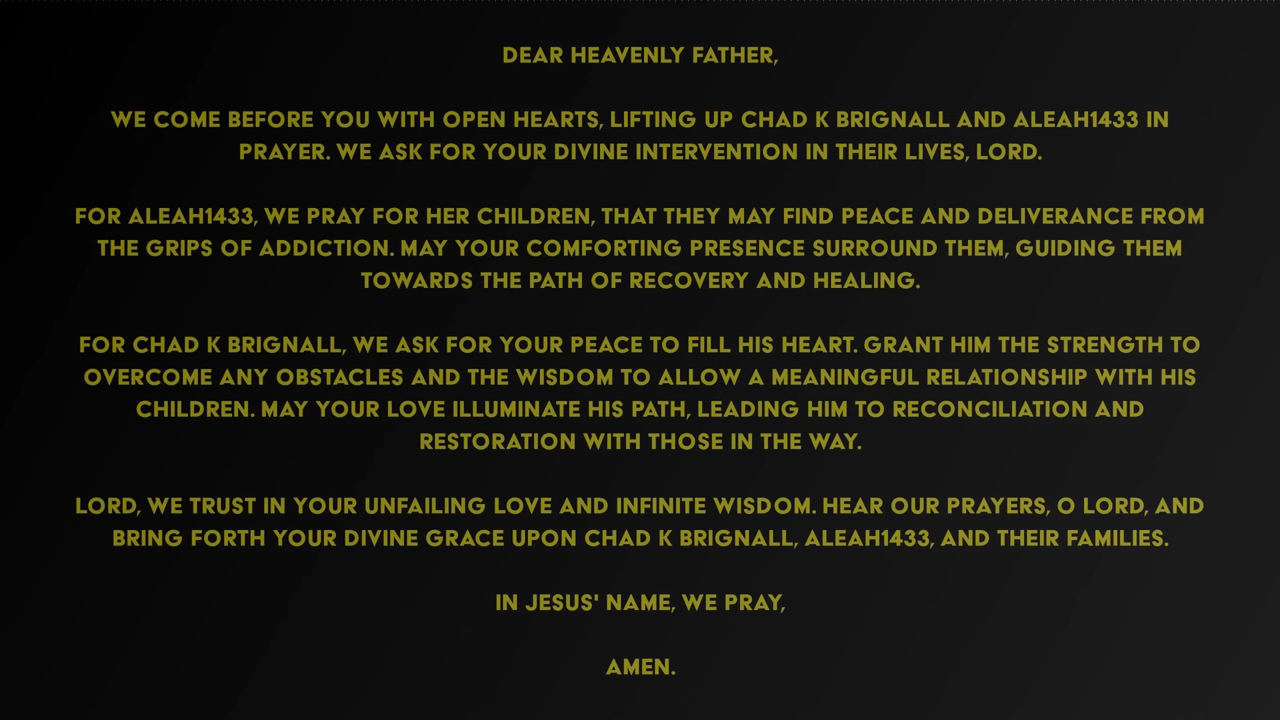 DEAR HEAVENLY FATHER,
WE COME BEFORE YOU WITH OPEN HEARTS, LIFTING UP CHAD K BRIGNALL AND ALEAH1433 IN
PRAYER. WE ASK FOR YOUR DIVINE INTERVENTION IN THEIR LIVES, LORD.
FOR ALEAH1433, WE PRAY FOR HER CHILDREN, THAT THEY MAY FIND PEACE AND DELIVERANCE FROM
THE GRIPS OF ADDICTION. MAY YOUR COMFORTING PRESENCE SURROUND THEM, GUIDING THEM
TOWARDS THE PATH OF RECOVERY AND HEALING.
FOR CHAD K BRIGNALL, WE ASK FOR YOUR PEACE TO FILL HIS HEART. GRANT HIM THE STRENGTH TO
OVERCOME ANY OBSTACLES AND THE WISDOM TO ALLOW A MEANINGFUL RELATIONSHIP WITH HIS
CHILDREN. MAY YOUR LOVE ILLUMINATE HIS PATH, LEADING HIM TO RECONCILIATION AND
RESTORATION WITH THOSE IN THE WAY.
LORD, WE TRUST IN YOUR UNFAILING LOVE AND INFINITE WISDOM. HEAR OUR PRAYERS, O LORD, AND
BRING FORTH YOUR DIVINE GRACE UPON CHAD K BRIGNALL, ALEAH1433, AND THEIR FAMILIES.
IN JESUS' NAME, WE PRAY,
AMEN.